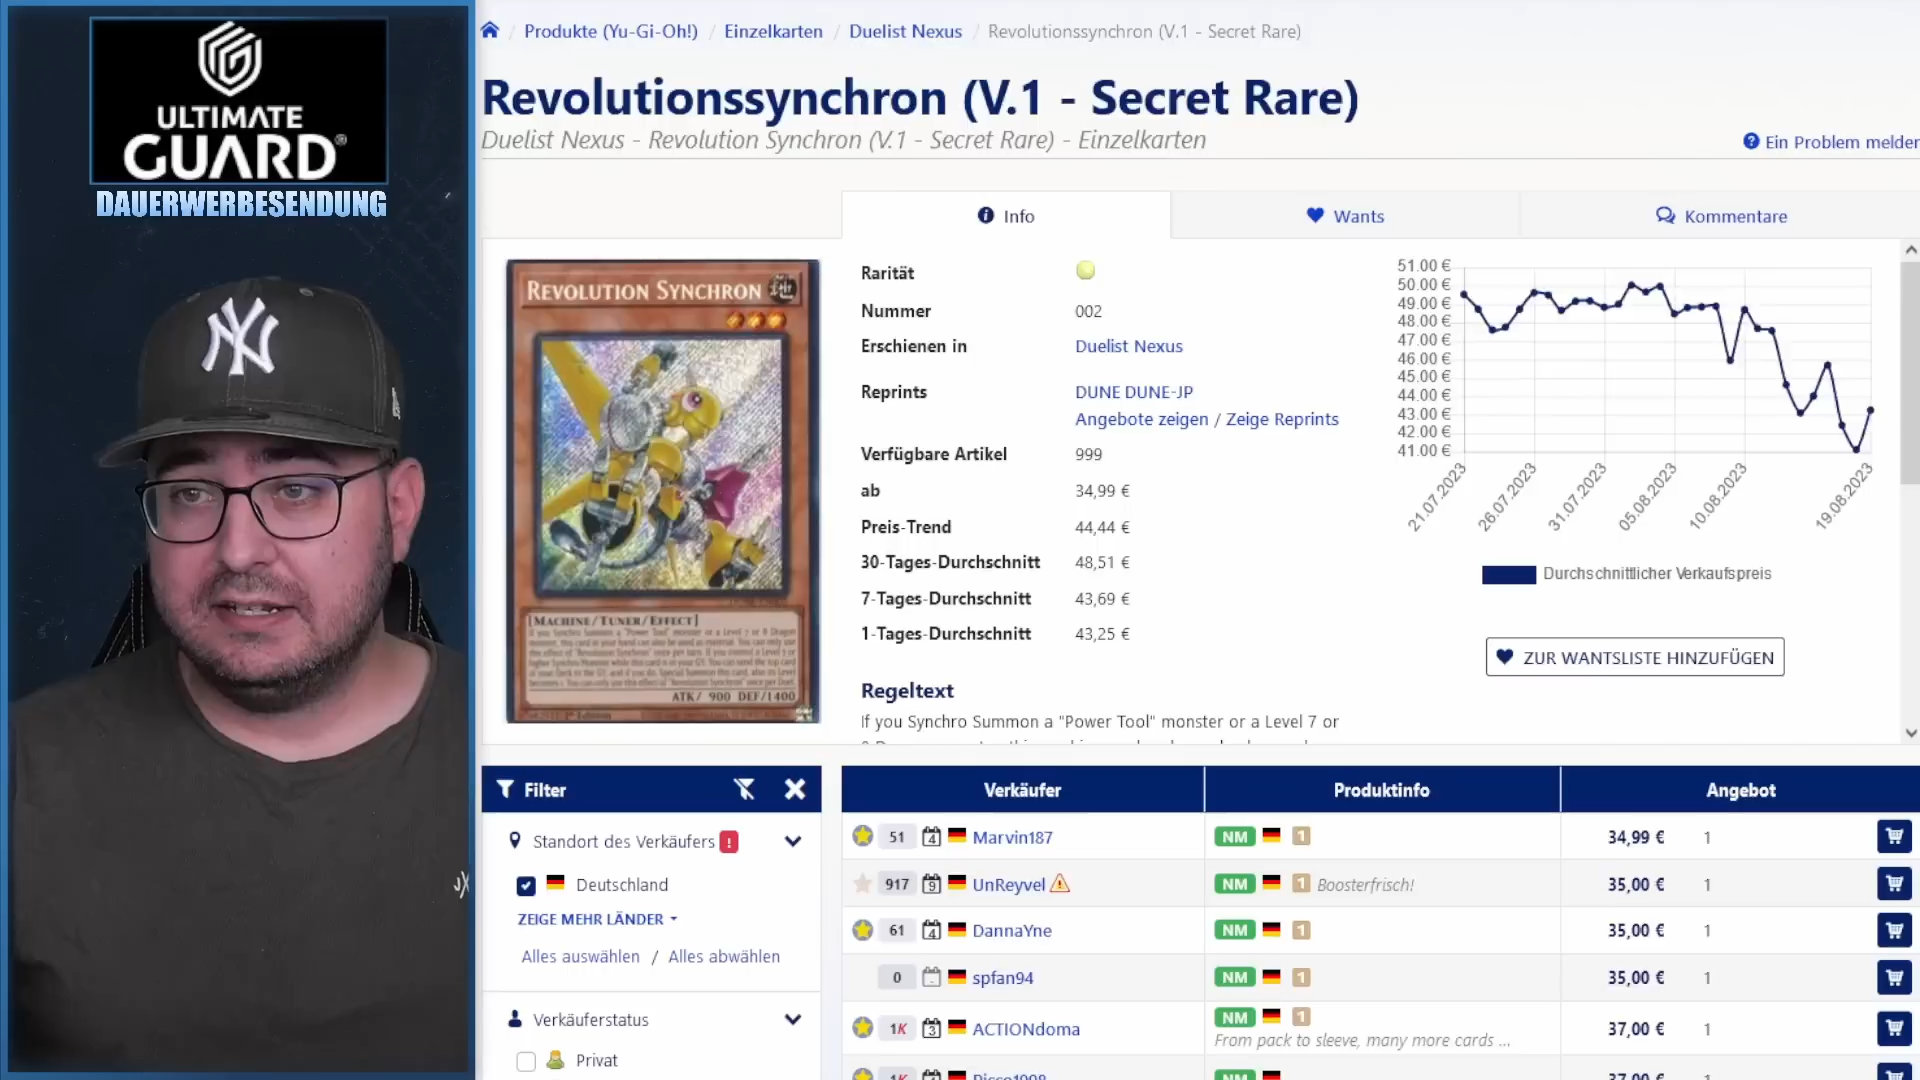 ULTIMATE
GUARD®
DAUERWERBESENDUNG
NY
Produkte (Yu-Gi-Oh!) / Einzelkarten / Duelist Nexus / Revolutionssynchron (V.1 - Secret Rare)
Revolutionssynchron (V.1 - Secret Rare)
Duelist Nexus - Revolution Synchron (V.1 - Secret Rare) - Einzelkarten
Ein Problem melden
Info
Wants
Kommentare
REVOLUTION SYNCHRON
[MACHINE/TUNER/EFFECT]
ATK/ 900 DEF/1400
Rarität
Nummer 002
Erschienen in Duelist Nexus
Reprints DUNE DUNE-JP
Angebote zeigen / Zeige Reprints
Verfügbare Artikel 999
ab 34,99 €
Preis-Trend 44,44 €
30-Tages-Durchschnitt 48,51 €
7-Tages-Durchschnitt 43,69 €
1-Tages-Durchschnitt 43,25 €
Regeltext
If you Synchro Summon a "Power Tool" monster or a Level 7 or
51.00 €
50.00 €
49.00 €
48.00 €
47.00 €
46.00 €
45.00 €
44.00 €
43.00 €
42.00 €
41.00 €
21.07.2023
26.07.2023
31.07.2023
05.08.2023
10.08.2023
19.08.2023
Durchschnittlicher Verkaufspreis
ZUR WANTSLISTE HINZUFÜGEN
Filter
Standort des Verkäufers !
Deutschland
ZEIGE MEHR LÄNDER
Alles auswählen / Alles abwählen
Verkäuferstatus
Privat
Verkäufer Produktinfo Angebot
51 4 Marvin187 NM 1 34,99 € 1
917 9 UnReyvel NM 1 Boosterfrisch! 35,00 € 1
61 4 DannaYne NM 1 35,00 € 1
0 spfan94 NM 1 35,00 € 1
1K 3 ACTIONdoma NM 1 37,00 € 1
From pack to sleeve, many more cards ...